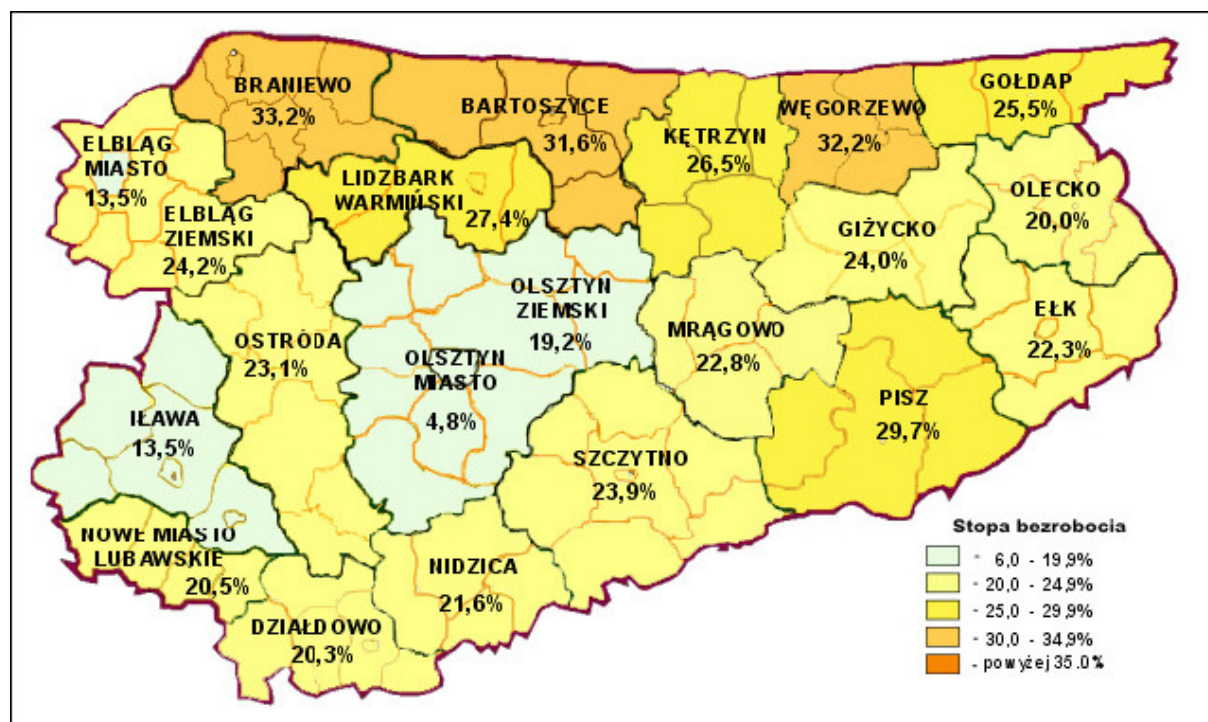 BRANIEWO
33,2%
BARTOSZYCE
31,6%
KĘTRZYN
26,5%
WĘGORZEWO
32,2%
GOŁDAP
25,5%
ELBLĄG
MIASTO
13,5%
ELBLĄG
ZIEMSKI
24,2%
LIDZBARK
WARMIŃSKI
27,4%
GIŻYCKO
24,0%
OLECKO
20,0%
OSTRÓDA
23,1%
OLSZTYN
ZIEMSKI
19,2%
OLSZTYN
MIASTO
4,8%
MRĄGOWO
22,8%
EŁK
22,3%
IŁAWA
13,5%
SZCZYTNO
23,9%
PISZ
29,7%
NOWE MIASTO
LUBAWSKIE
20,5%
NIDZICA
21,6%
DZIAŁDOWO
20,3%
Stopa bezrobocia
- 6,0 - 19,9%
- 20,0 - 24,9%
- 25,0 - 29,9%
- 30,0 - 34,9%
- powyżej 35.0%